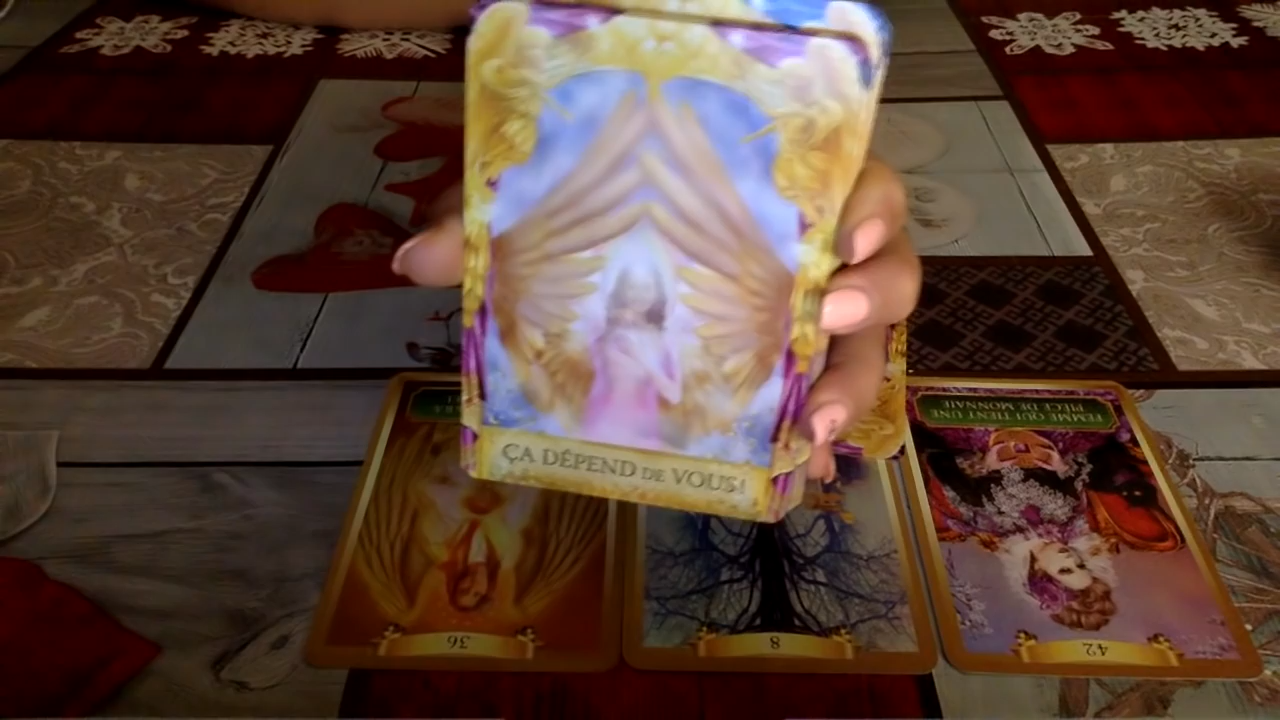 ÇA DÉPEND DE VOUS!
FEMME QUI TIENT UNE
PIÈCE DE MONNAIE
36
8
42